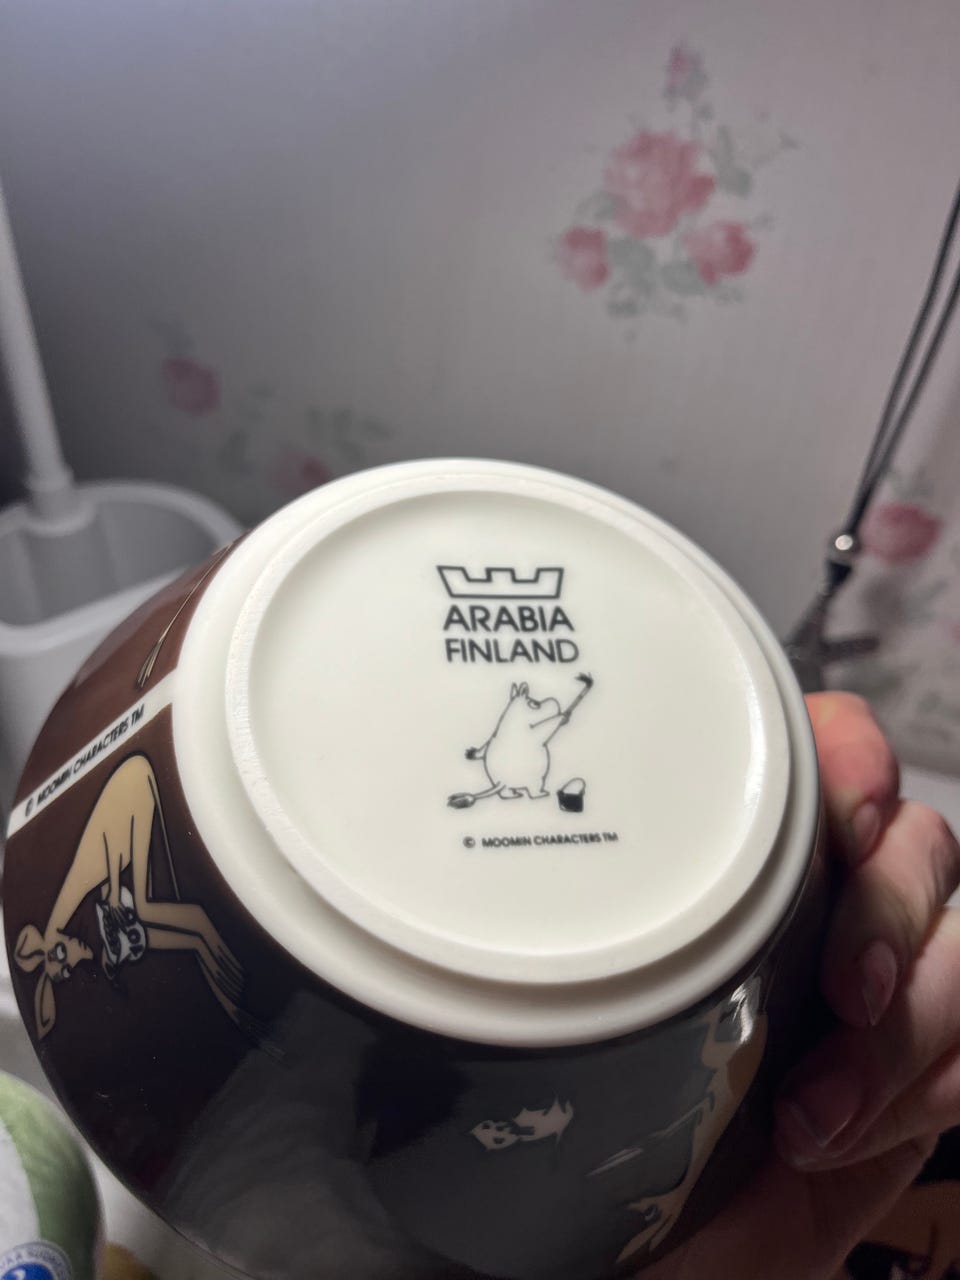 ARABIA
FINLAND
© MOOMIN CHARACTERS TM
© MOOMIN CHARACTERS TM